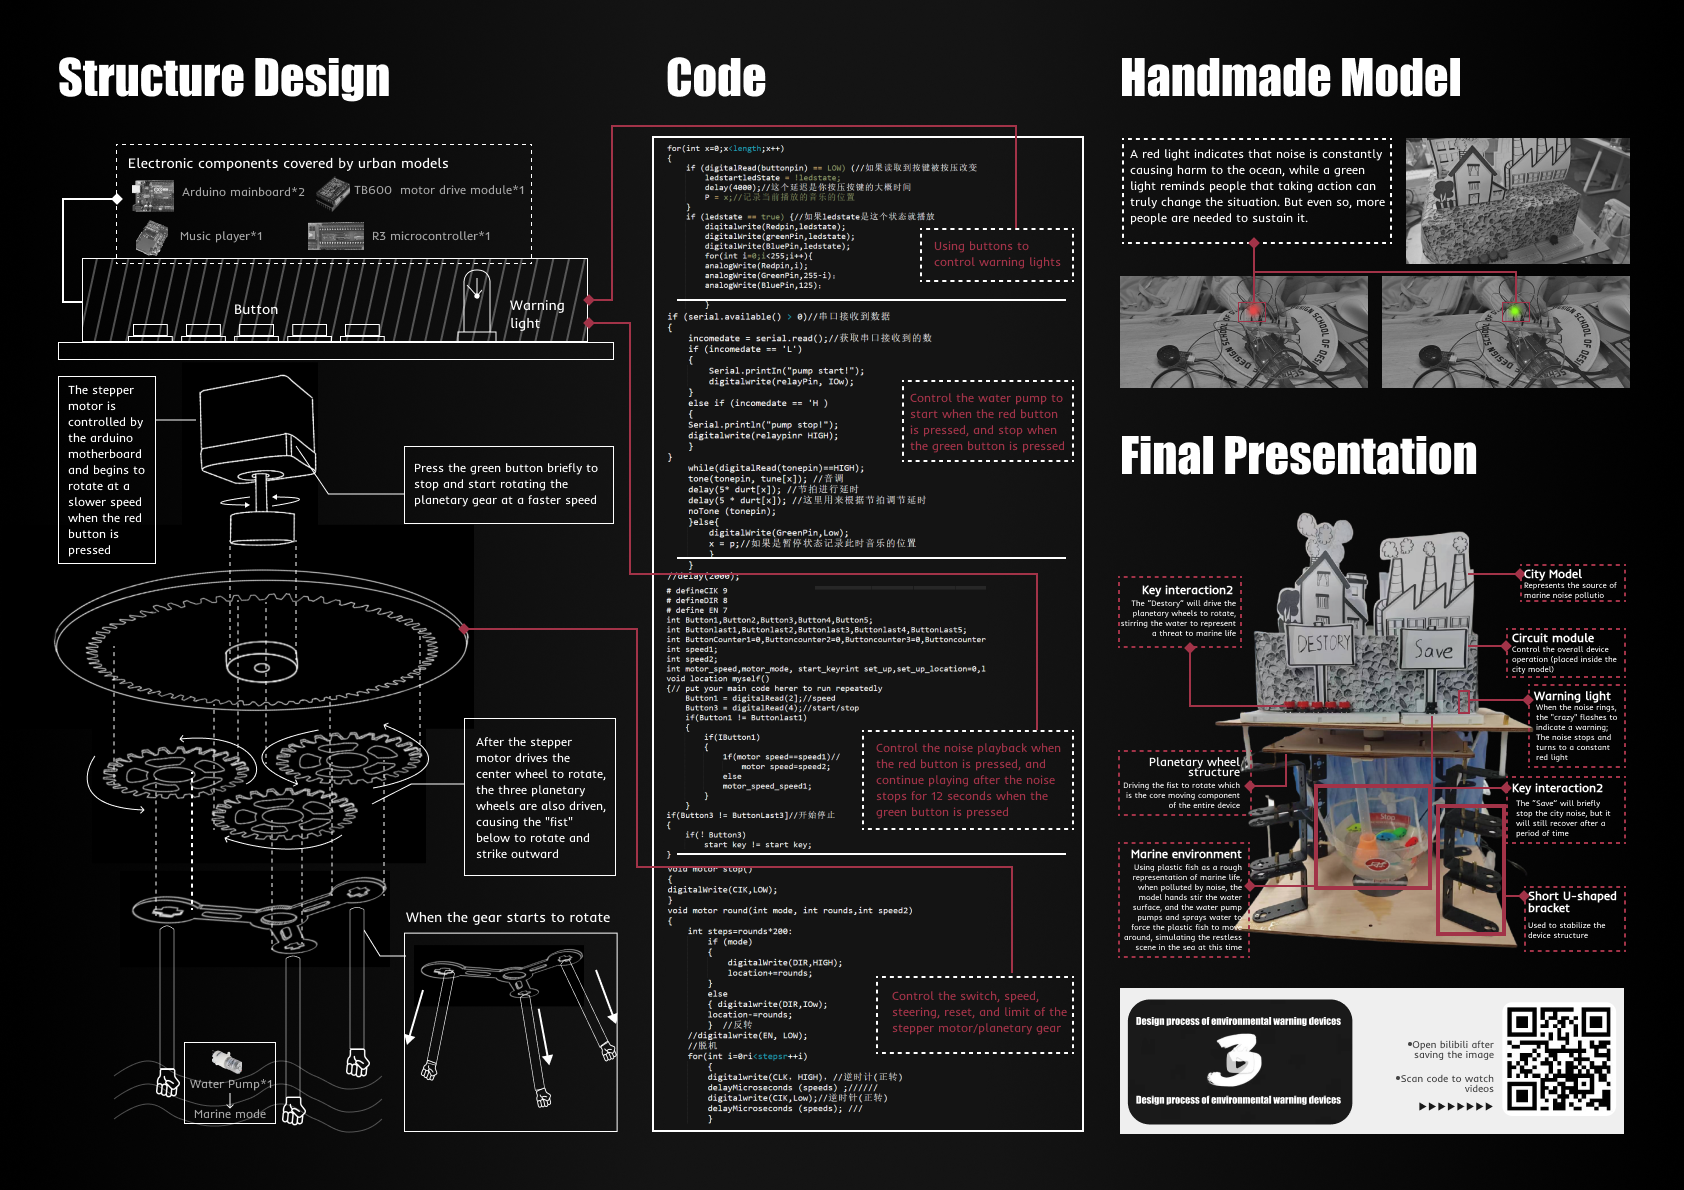 Structure Design
Electronic components covered by urban models
Arduino mainboard*2
TB600 motor drive module*1
Music player*1
R3 microcontroller*1
Button
Warning
light
The stepper
motor is
controlled by
the arduino
motherboard
and begins to
rotate at a
slower speed
when the red
button is
pressed
Press the green button briefly to
stop and start rotating the
planetary gear at a faster speed
After the stepper
motor drives the
center wheel to rotate,
the three planetary
wheels are also driven,
causing the "fist"
below to rotate and
strike outward
When the gear starts to rotate
Water Pump*1
Marine mode
Code
for(int x=0;x<length;x++)
{
if (digitalRead(buttonpin) == LOW) (//如果读取到按键被按压改变
ledstartledState = !ledstate;
delay(4000);//这个延迟是你按压按键的大概时间
P = x;//记录当前播放的音乐的位置
}
if (ledstate == true) {//如果ledstate是这个状态就播放
digitalwrite(Redpin,ledstate);
digitalWrite(greenPin,ledstate);
digitalWrite(BluePin,ledstate);
for(int i=0;i<255;i++){
analogWrite(Redpin,i);
analogWrite(GreenPin,255-i);
analogWrite(BluePin,125);
}
Using buttons to
control warning lights
if (serial.available() > 0)//串口接收到数据
{
incomedate = serial.read();//获取串口接收到的数
if (incomedate == 'L')
{
Serial.printIn("pump start!");
digitalwrite(relayPin, IOw);
}
else if (incomedate == 'H )
{
Serial.println("pump stop!");
digitalwrite(relaypinr HIGH);
}
}
while(digitalRead(tonepin)==HIGH);
tone(tonepin, tune[x]); //音调
delay(5* durt[x]); //节拍进行延时
delay(5 * durt[x]); //这里用来根据节拍调节延时
noTone (tonepin);
}else{
digitalWrite(GreenPin,Low);
x = p;//如果是暂停状态记录此时音乐的位置
}
}
//delay(2000);
Control the water pump to
start when the red button
is pressed, and stop when
the green button is pressed
# defineCIK 9
# defineDIR 8
# define EN 7
int Button1,Button2,Button3,Button4,Button5;
int Buttonlast1,Buttonlast2,Buttonlast3,Buttonlast4,ButtonLast5;
int ButtonCounter1=0,Buttoncounter2=0,Buttoncounter3=0,Buttoncounter
int speed1;
int speed2;
int motor_speed,motor_mode, start_keyrint set_up,set_up_location=0,l
void location myself()
{// put your main code herer to run repeatedly
Button1 = digitalRead(2];//speed
Button3 = digitalRead(4);//start/stop
if(Button1 != Buttonlast1)
{
if(IButton1)
{
1f(motor speed==speed1)//
motor speed=speed2;
else
motor_speed_speed1;
}
}
if(Button3 != ButtonLast3]//开始停止
{
if(! Button3)
start key != start key;
}
Control the noise playback when
the red button is pressed, and
continue playing after the noise
stops for 12 seconds when the
green button is pressed
void motor stop()
{
digitalWrite(CIK,LOW);
}
void motor round(int mode, int rounds,int speed2)
{
int steps=rounds*200:
if (mode)
{
digitalWrite(DIR,HIGH);
location+=rounds;
}
else
{ digitalwrite(DIR,IOw);
location-=rounds;
} //反转
//digitalwrite(EN, LOW);
//脱机
for(int i=0ri<stepsr++i)
{
digitalwrite(CLK, HIGH), //逆时计(正转)
delayMicroseconds (speeds) ;//////
digitalwrite(CIK,Low);//逆时针(正转)
delayMicroseconds (speeds); ///
}
Control the switch, speed,
steering, reset, and limit of the
stepper motor/planetary gear
Handmade Model
A red light indicates that noise is constantly
causing harm to the ocean, while a green
light reminds people that taking action can
truly change the situation. But even so, more
people are needed to sustain it.
Final Presentation
Key interaction2
The "Destory" will drive the
planetary wheels to rotate,
stirring the water to represent
a threat to marine life
Planetary wheel
structure
Driving the fist to rotate which
is the core moving component
of the entire device
Marine environment
Using plastic fish as a rough
representation of marine life,
when polluted by noise, the
model hands stir the water
surface, and the water pump
pumps and sprays water to
force the plastic fish to move
around, simulating the restless
scene in the sea at this time
DESTORY
Save
City Model
Represents the source of
marine noise pollutio
Circuit module
Control the overall device
operation (placed inside the
city model)
Warning light
When the noise rings,
the "crazy" flashes to
indicate a warning;
The noise stops and
turns to a constant
red light
Key interaction2
The "Save" will briefly
stop the city noise, but it
will still recover after a
period of time
Short U-shaped
bracket
Used to stabilize the
device structure
Design process of environmental warning devices
3
Design process of environmental warning devices
•Open bilibili after
saving the image
•Scan code to watch
videos